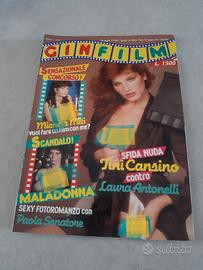 GINFILM
L. 1500
SENSAZIONALE
CONCORSO!
Vuoi fare un film con me?
SCANDALO!
MALADONNA
SEXY FOTOROMANZO con
Paola Senatore
SFIDA NUDA
Tini Cansino
contro
Laura Antonelli
subito